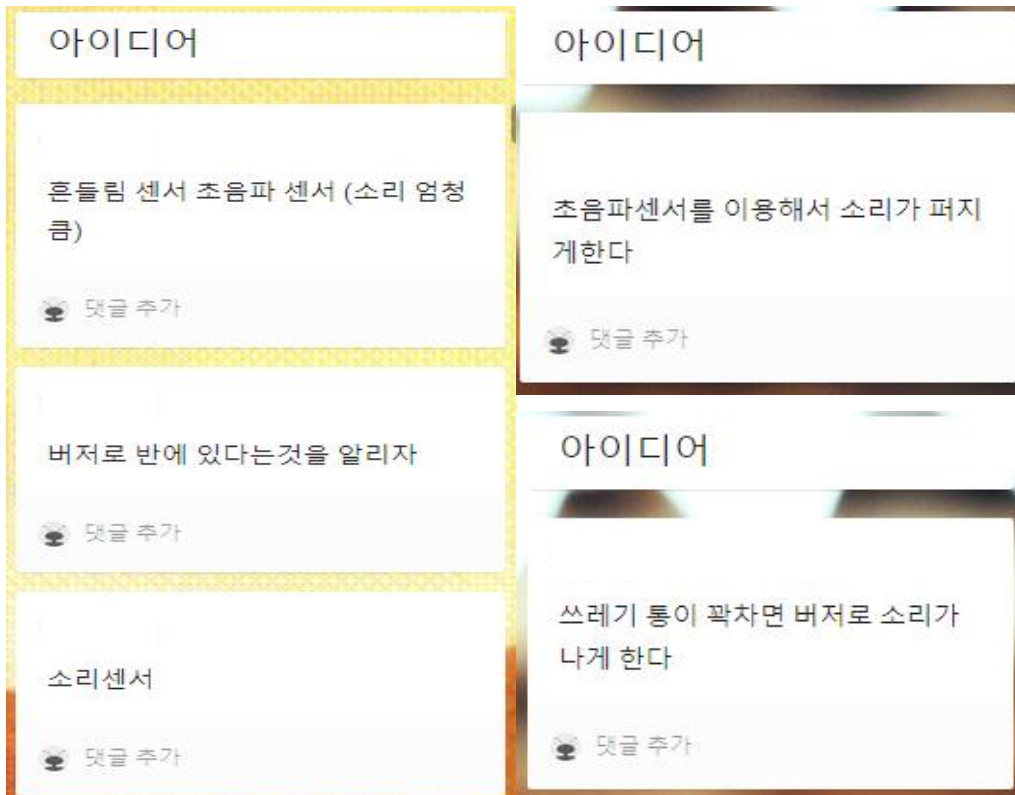 아이디어
흔들림 센서 초음파 센서 (소리 엄청
큼)
댓글 추가
버저로 반에 있다는것을 알리자
댓글 추가
소리센서
댓글 추가
아이디어
초음파센서를 이용해서 소리가 퍼지
게한다
댓글 추가
아이디어
쓰레기 통이 꽉차면 버저로 소리가
나게 한다
댓글 추가